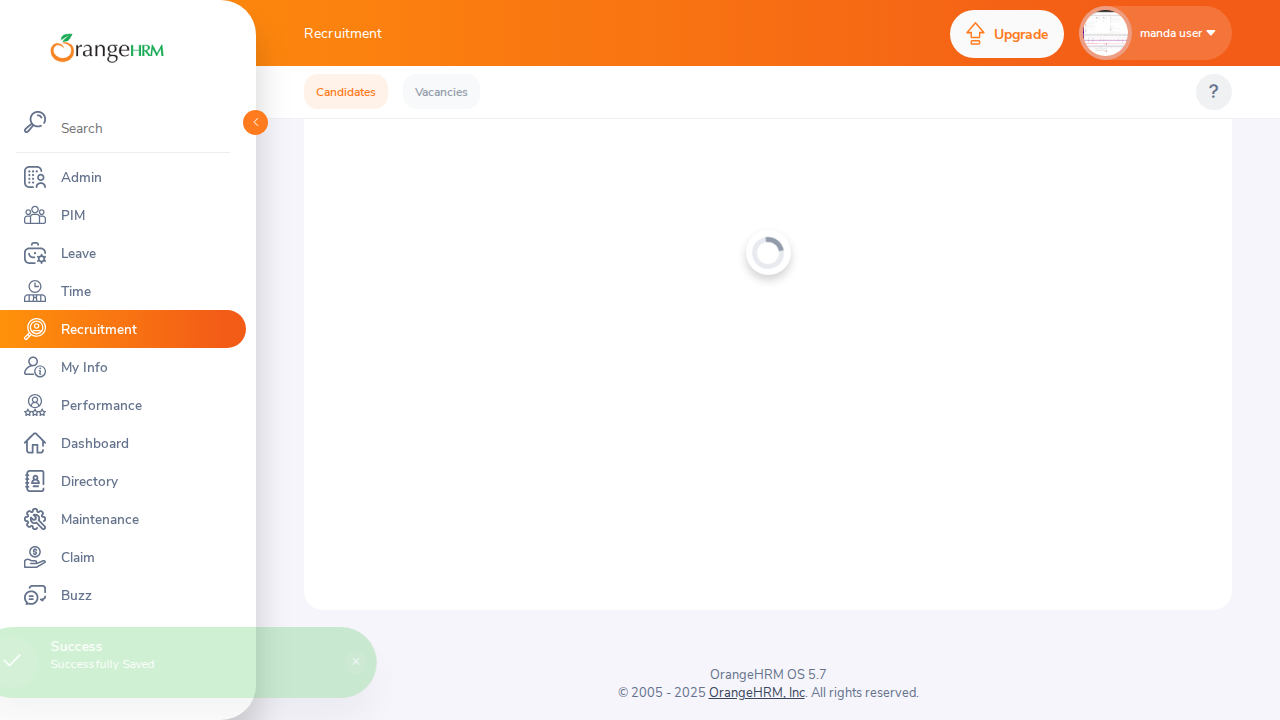 OrangeHRM
Recruitment
Upgrade
manda user
Candidates
Vacancies
?
Search
Admin
PIM
Leave
Time
Recruitment
My Info
Performance
Dashboard
Directory
Maintenance
Claim
Buzz
Success
Successfully Saved
×
OrangeHRM OS 5.7
© 2005 - 2025 OrangeHRM, Inc. All rights reserved.